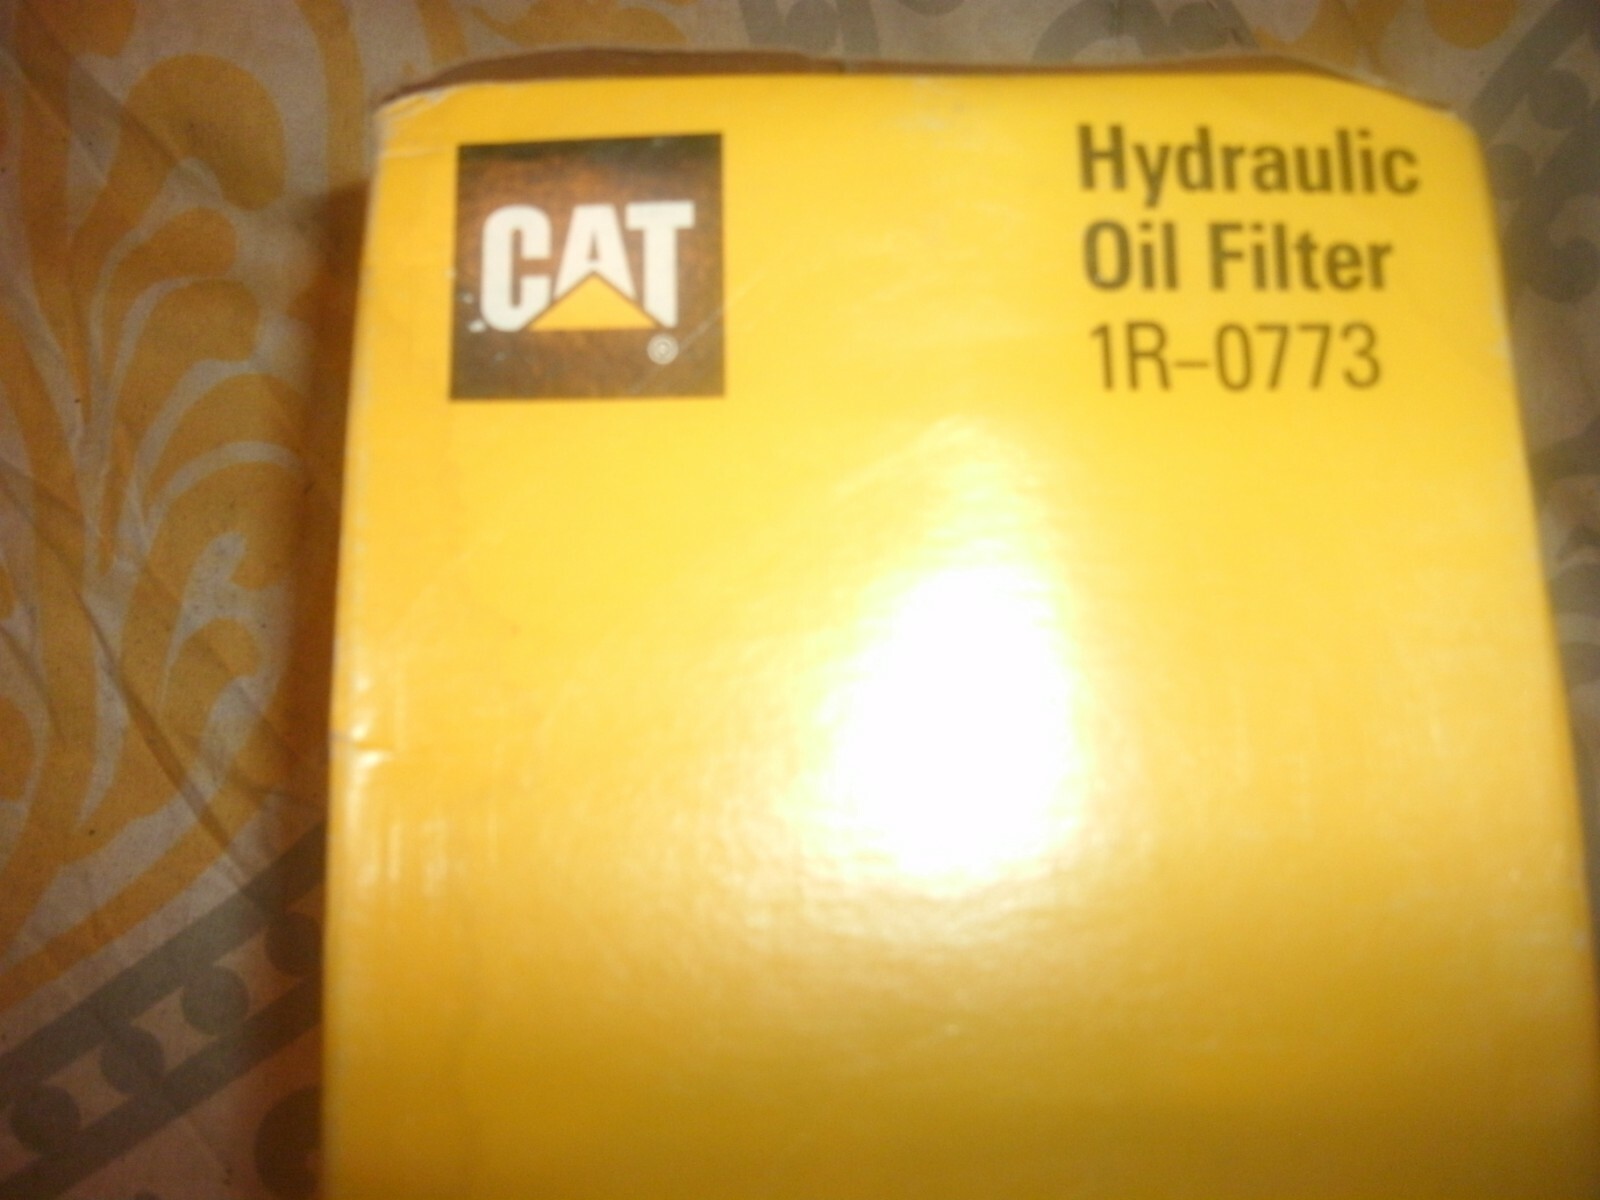 CAT®
Hydraulic
Oil Filter
1R-0773